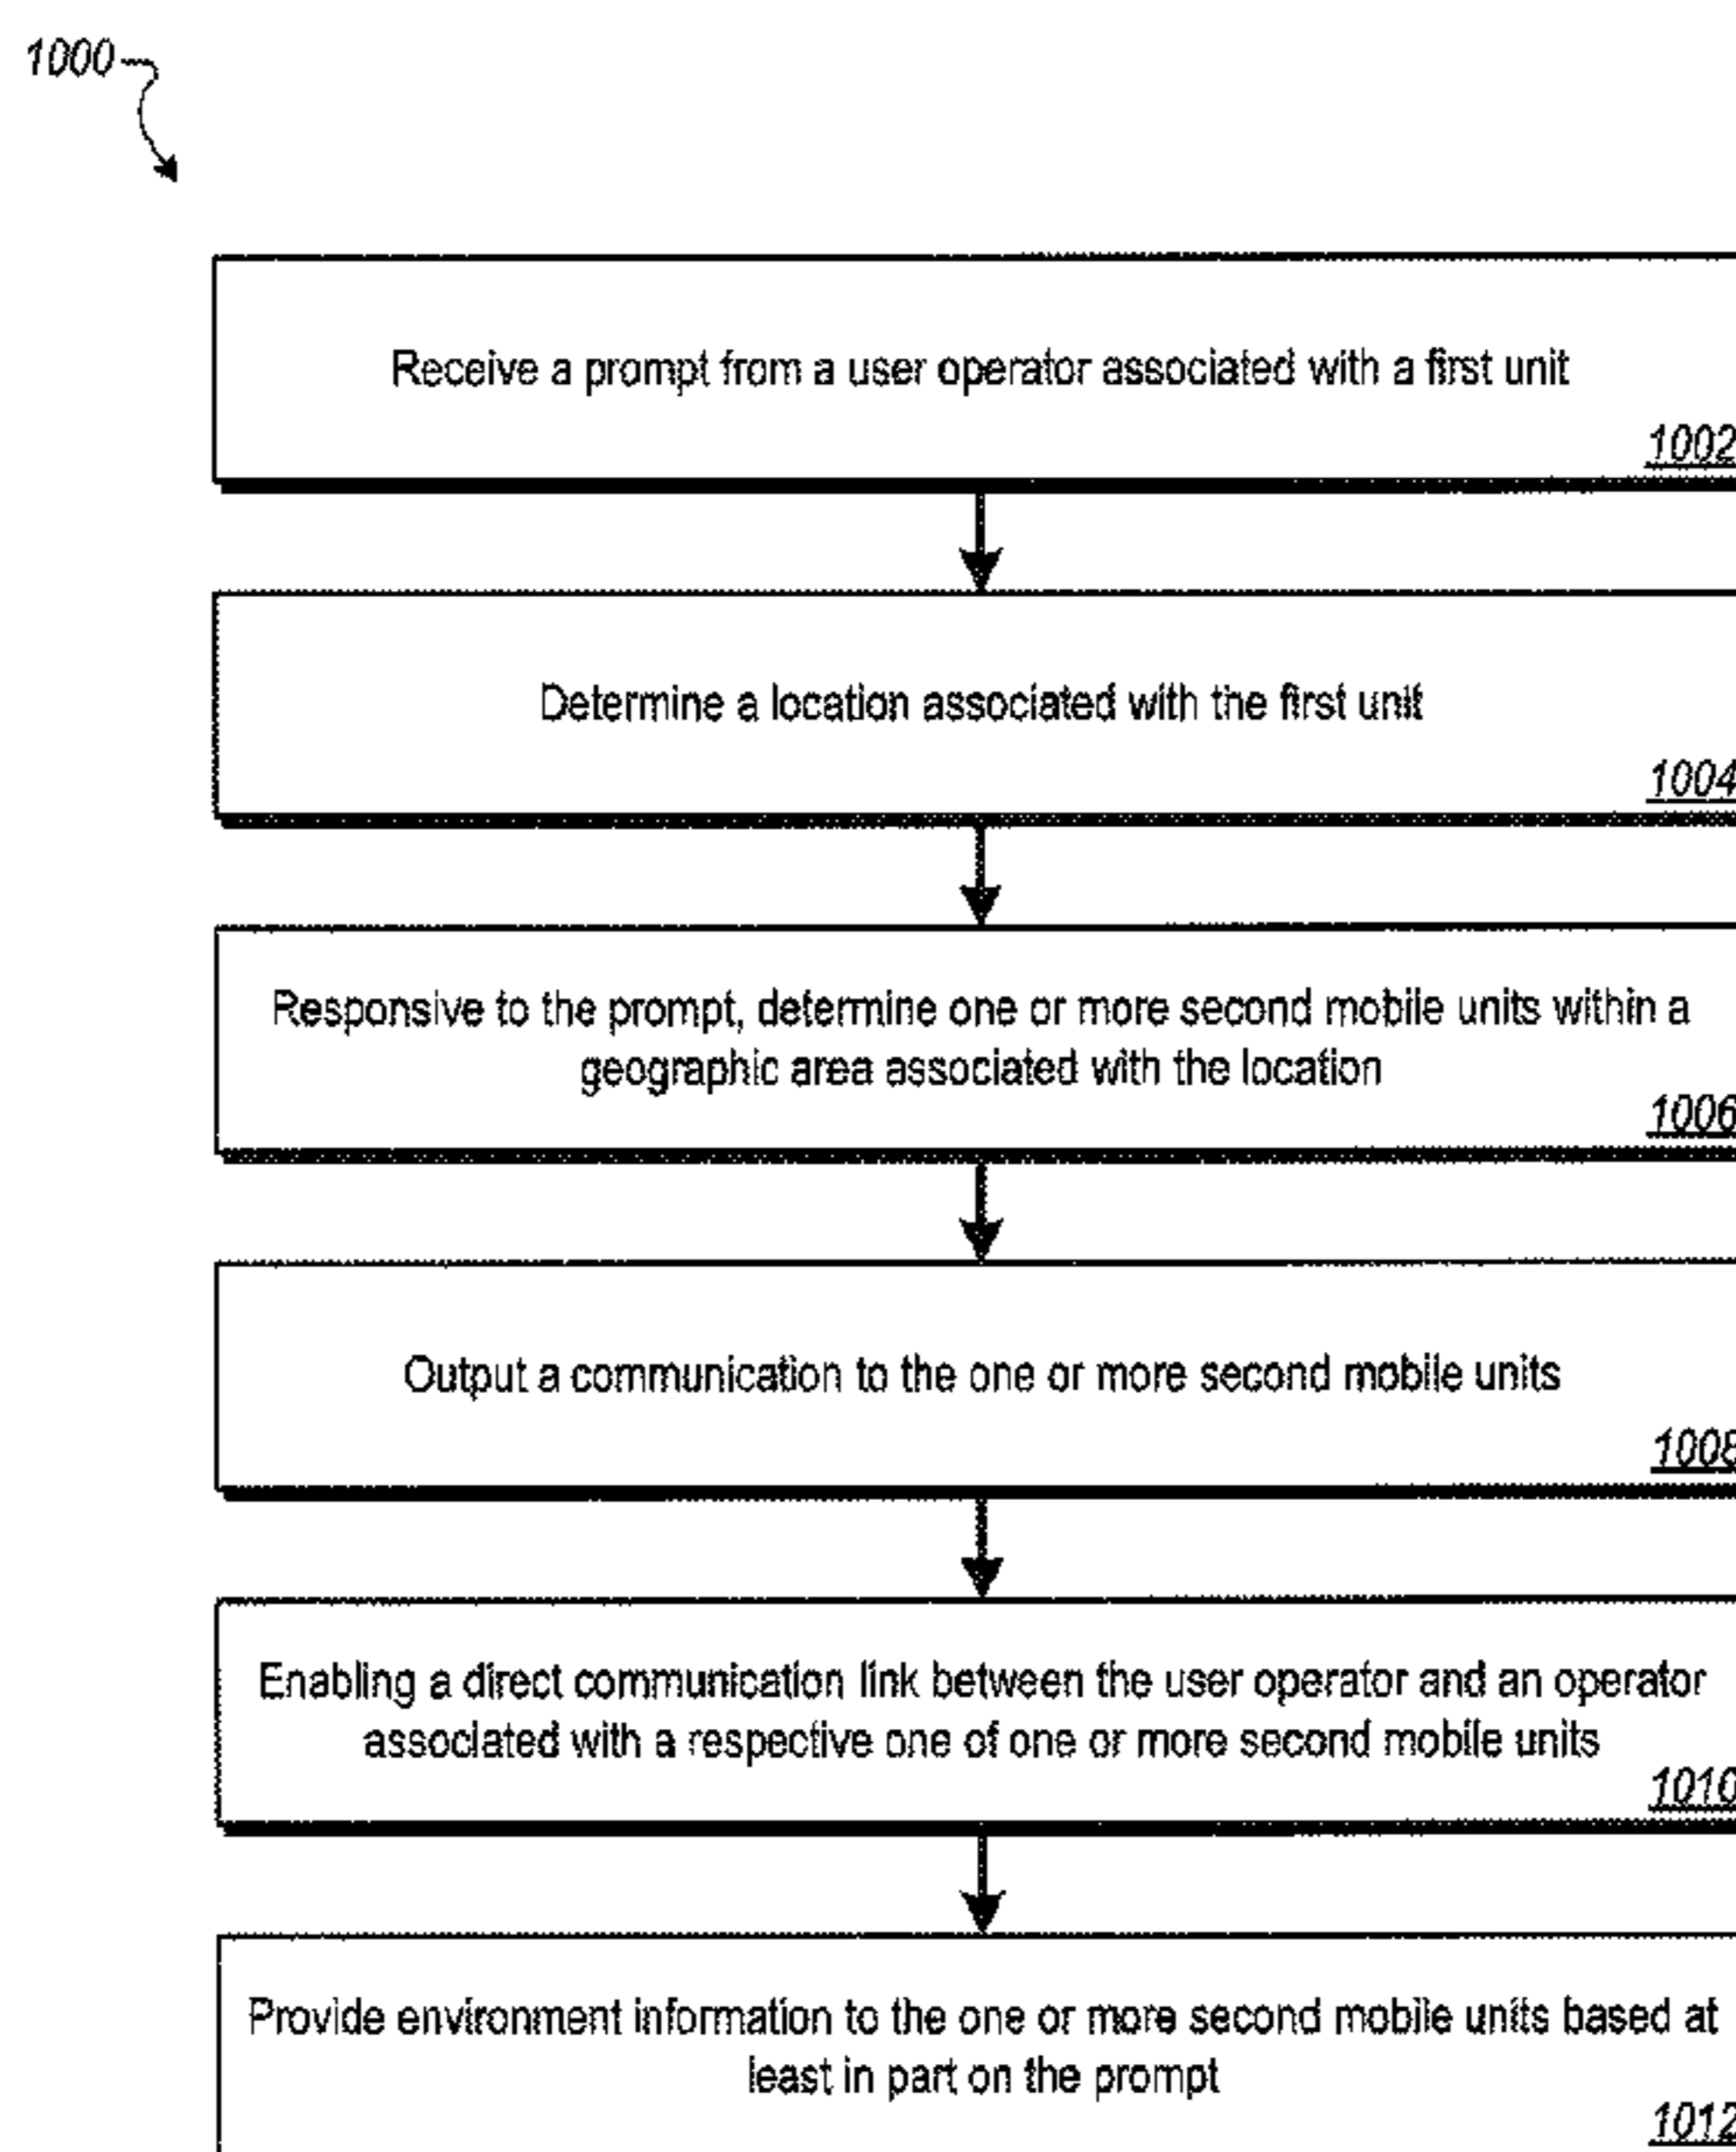 1000
Receive a prompt from a user operator associated with a first unit
1002
Determine a location associated with the first unit
1004
Responsive to the prompt, determine one or more second mobile units within a
geographic area associated with the location
1006
Output a communication to the one or more second mobile units
1008
Enabling a direct communication link between the user operator and an operator
associated with a respective one of one or more second mobile units
1010
Provide environment information to the one or more second mobile units based at
least in part on the prompt
1012